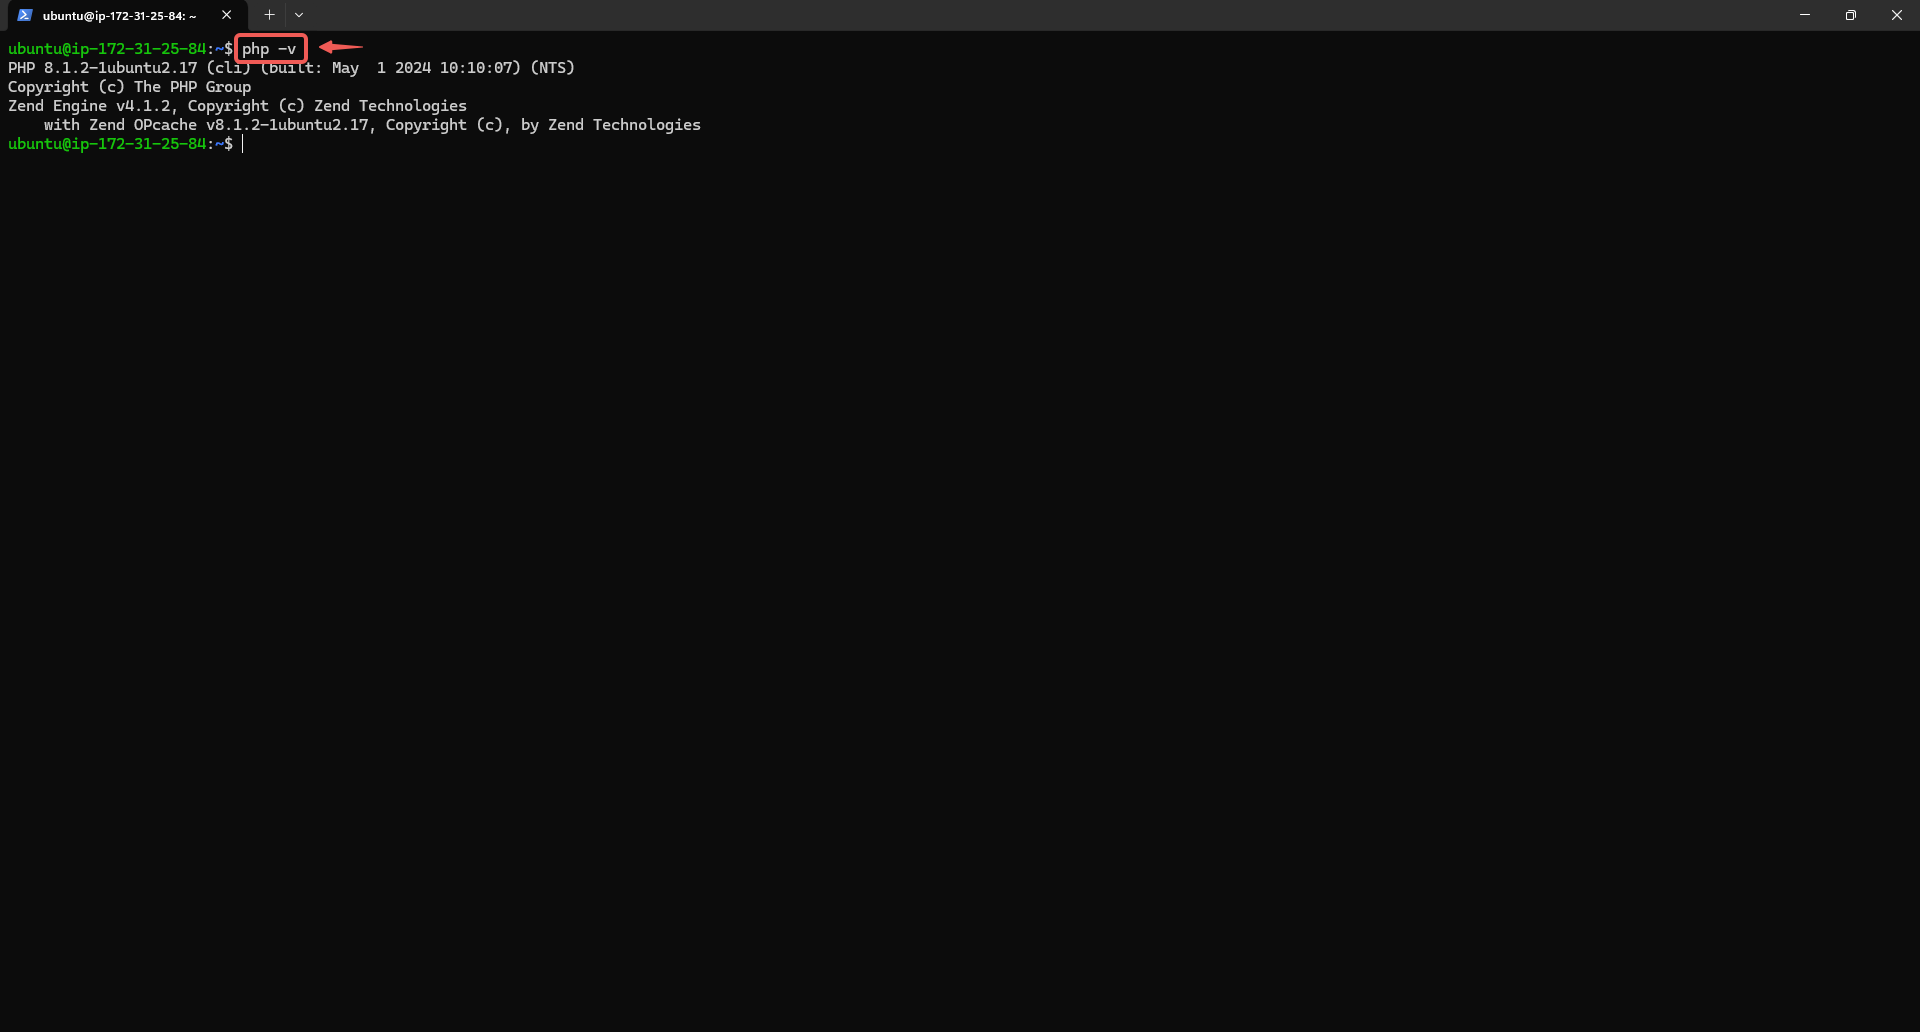 ubuntu@ip-172-31-25-84: ~
ubuntu@ip-172-31-25-84:~$ php -v
PHP 8.1.2-1ubuntu2.17 (cli) (built: May  1 2024 10:10:07) (NTS)
Copyright (c) The PHP Group
Zend Engine v4.1.2, Copyright (c) Zend Technologies
    with Zend OPcache v8.1.2-1ubuntu2.17, Copyright (c), by Zend Technologies
ubuntu@ip-172-31-25-84:~$